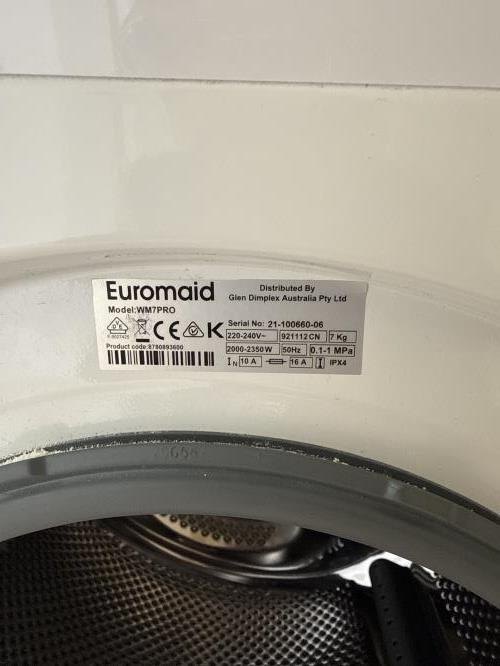 Euromaid
Model:WM7PRO
Distributed By
Glen Dimplex Australia Pty Ltd
Serial No: 21-100660-06
220-240V~ 921112CN 7 Kg
2000-2350W 50Hz 0.1-1 MPa
IN 10 A 16 A IPX4
Product code:8780893600